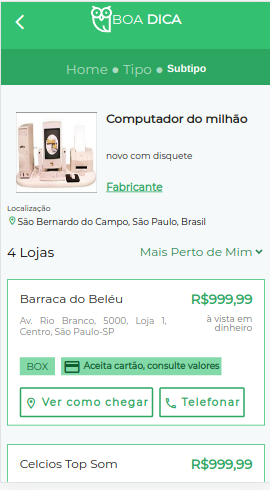 BOA DICA
Home • Tipo • Subtipo
Computador do milhão
novo com disquete
Fabricante
Localização
São Bernardo do Campo, São Paulo, Brasil
4 Lojas
Mais Perto de Mim
Barraca do Beléu
R$999,99
Av. Rio Branco, 5000, Loja 1,
Centro, São Paulo-SP
à vista em
dinheiro
BOX
Aceita cartão, consulte valores
Ver como chegar
Telefonar
Celcios Top Som
R$999,99